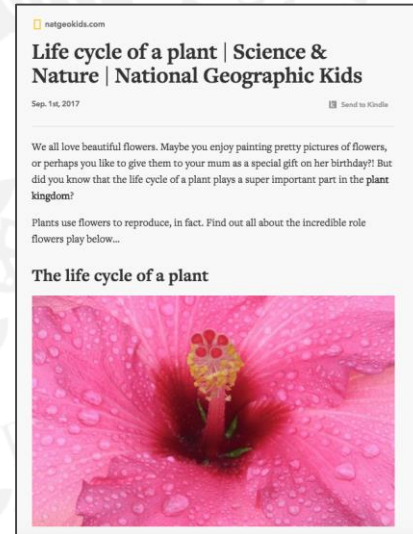 natgeokids.com
Life cycle of a plant | Science &
Nature | National Geographic Kids
Sep. 1st, 2017
Send to Kindle
We all love beautiful flowers. Maybe you enjoy painting pretty pictures of flowers,
or perhaps you like to give them to your mum as a special gift on her birthday?! But
did you know that the life cycle of a plant plays a super important part in the plant
kingdom?
Plants use flowers to reproduce, in fact. Find out all about the incredible role
flowers play below...
The life cycle of a plant